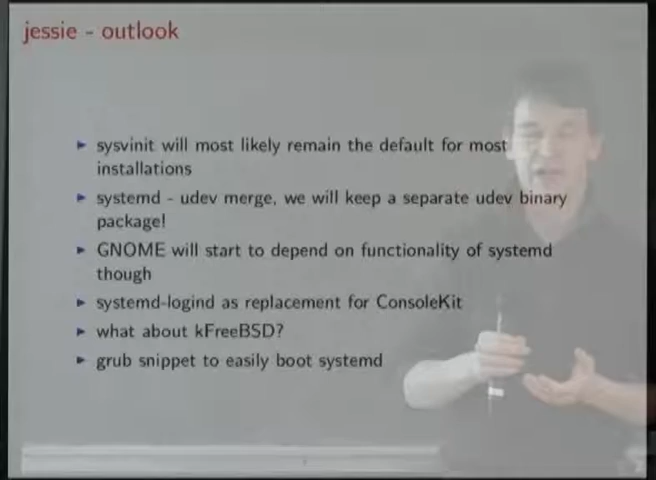 jessie - outlook
▶ sysvinit will most likely remain the default for most
installations
▶ systemd - udev merge, we will keep a separate udev binary
package!
▶ GNOME will start to depend on functionality of systemd
though
▶ systemd-logind as replacement for ConsoleKit
▶ what about kFreeBSD?
▶ grub snippet to easily boot systemd